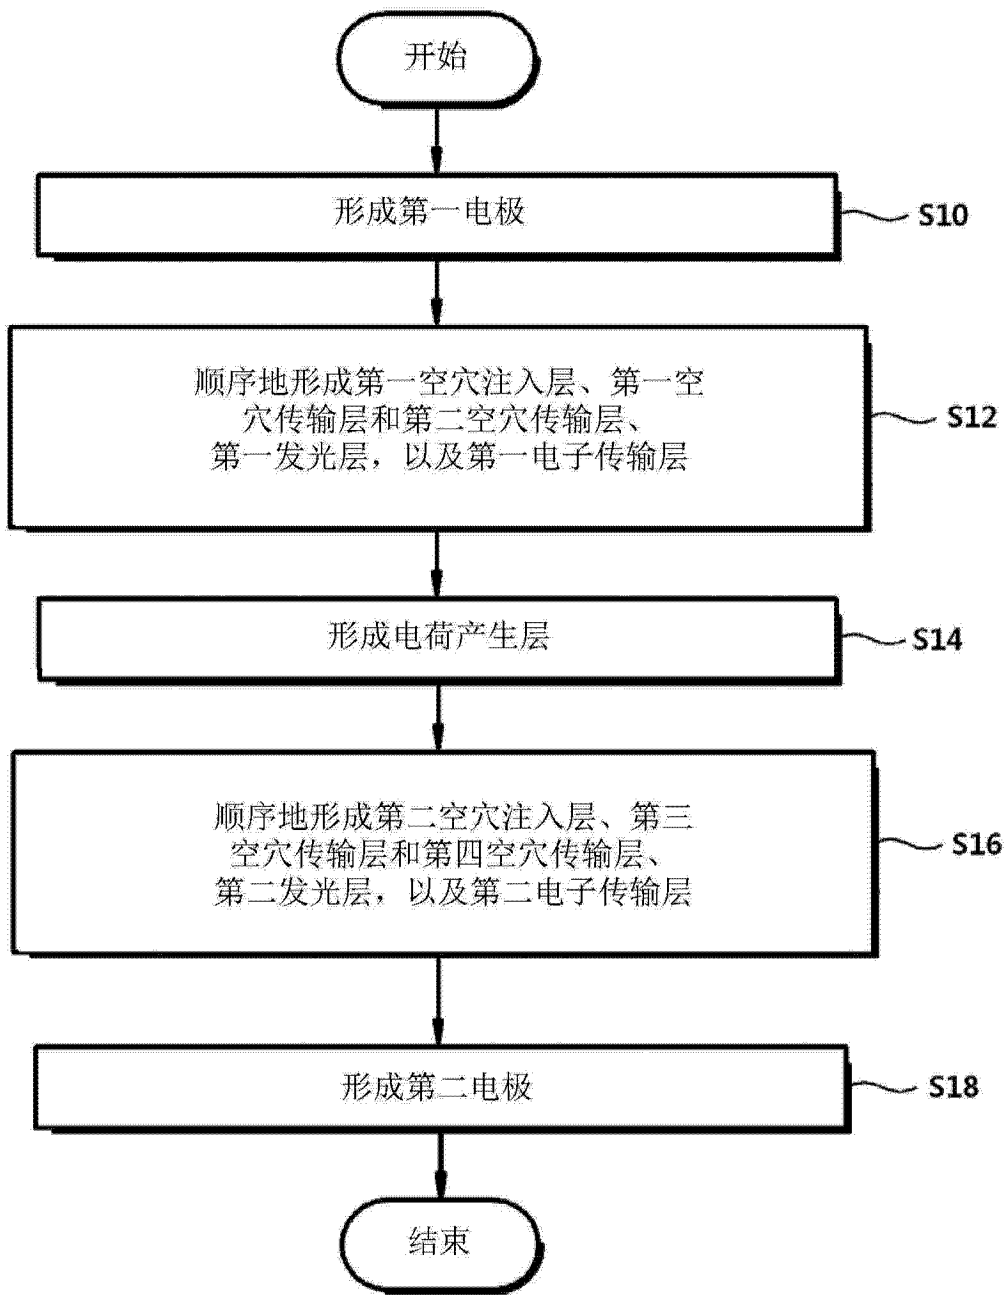 开始
形成第一电极
S10
顺序地形成第一空穴注入层、第一空
穴传输层和第二空穴传输层、
第一发光层，以及第一电子传输层
S12
形成电荷产生层
S14
顺序地形成第二空穴注入层、第三
空穴传输层和第四空穴传输层、
第二发光层，以及第二电子传输层
S16
形成第二电极
S18
结束